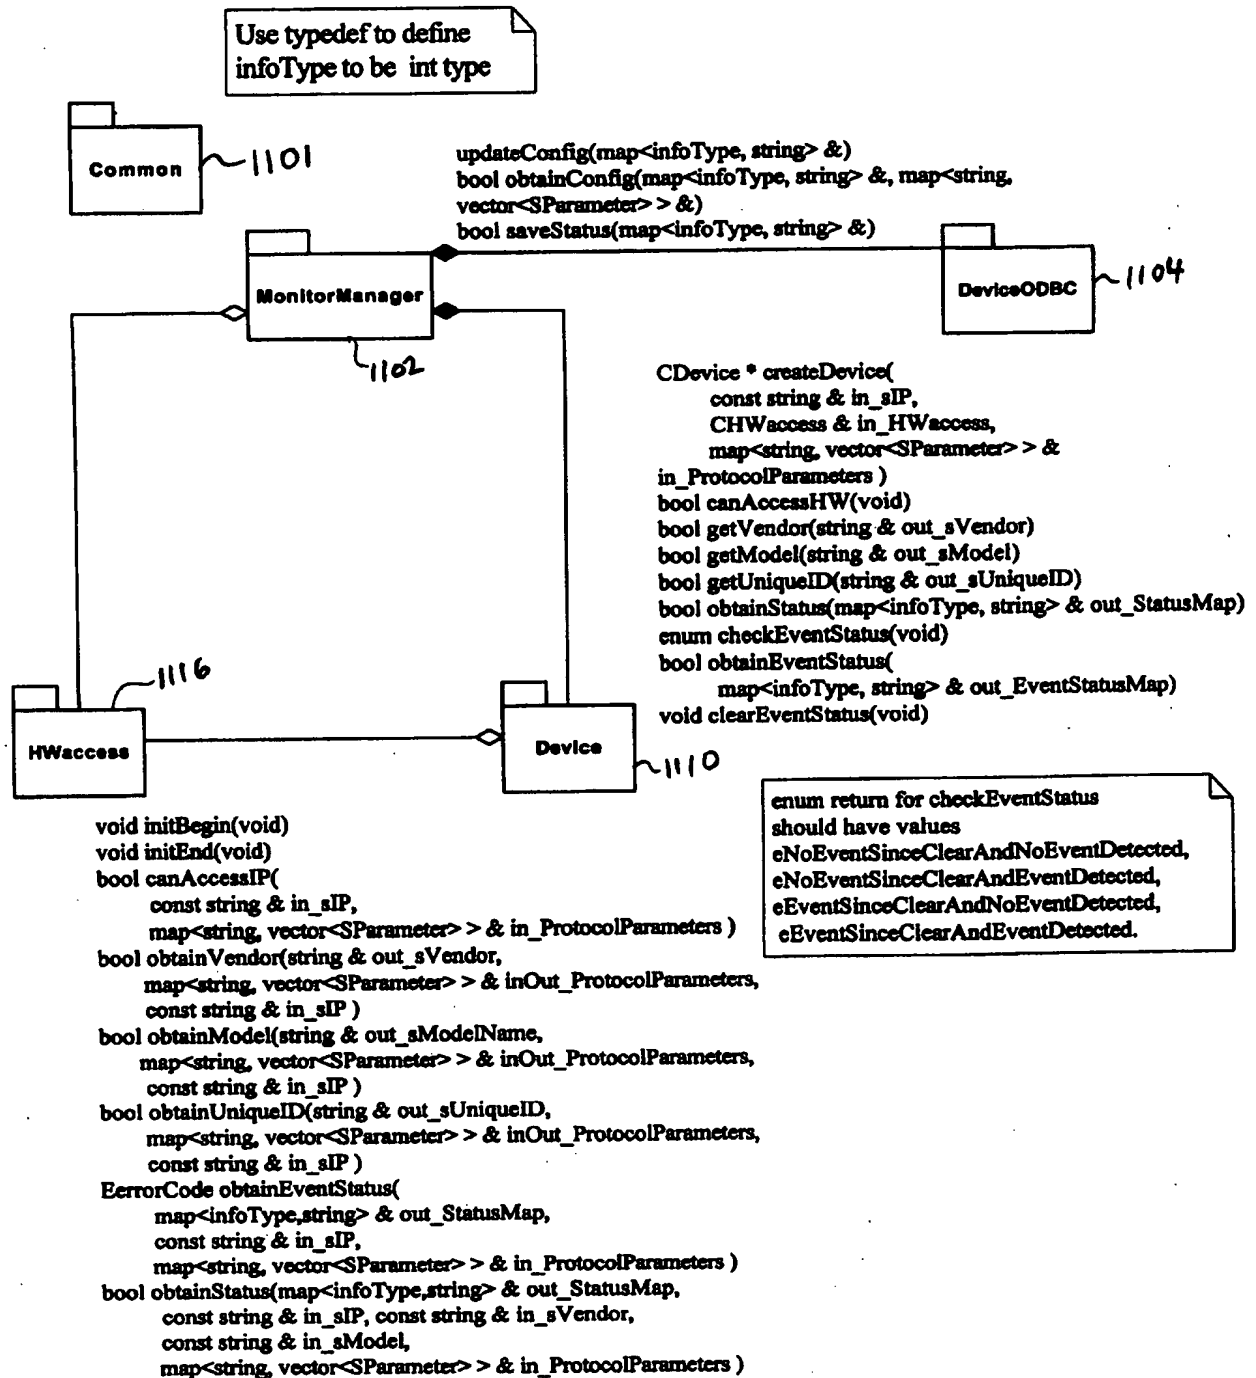 Use typedef to define
infoType to be int type
Common
1101
updateConfig(map<infoType, string> &)
bool obtainConfig(map<infoType, string> &, map<string,
vector<SParameter> > &)
bool saveStatus(map<infoType, string> &)
MonitorManager
1102
DeviceODBC
1104
CDevice * createDevice(
const string & in_sIP,
CHWaccess & in_HWaccess,
map<string, vector<SParameter> > &
in_ProtocolParameters )
bool canAccessHW(void)
bool getVendor(string & out_sVendor)
bool getModel(string & out_sModel)
bool getUniqueID(string & out_sUniqueID)
bool obtainStatus(map<infoType, string> & out_StatusMap)
enum checkEventStatus(void)
bool obtainEventStatus(
map<infoType, string> & out_EventStatusMap)
void clearEventStatus(void)
1116
HWaccess
Device
1110
enum return for checkEventStatus
should have values
eNoEventSinceClearAndNoEventDetected,
eNoEventSinceClearAndEventDetected,
eEventSinceClearAndNoEventDetected,
eEventSinceClearAndEventDetected.
void initBegin(void)
void initEnd(void)
bool canAccessIP(
const string & in_sIP,
map<string, vector<SParameter> > & in_ProtocolParameters )
bool obtainVendor(string & out_sVendor,
map<string, vector<SParameter> > & inOut_ProtocolParameters,
const string & in_sIP )
bool obtainModel(string & out_sModelName,
map<string, vector<SParameter> > & inOut_ProtocolParameters,
const string & in_sIP )
bool obtainUniqueID(string & out_sUniqueID,
map<string, vector<SParameter> > & inOut_ProtocolParameters,
const string & in_sIP )
EerrorCode obtainEventStatus(
map<infoType,string> & out_StatusMap,
const string & in_sIP,
map<string, vector<SParameter> > & in_ProtocolParameters )
bool obtainStatus(map<infoType,string> & out_StatusMap,
const string & in_sIP, const string & in_sVendor,
const string & in_sModel,
map<string, vector<SParameter> > & in_ProtocolParameters )